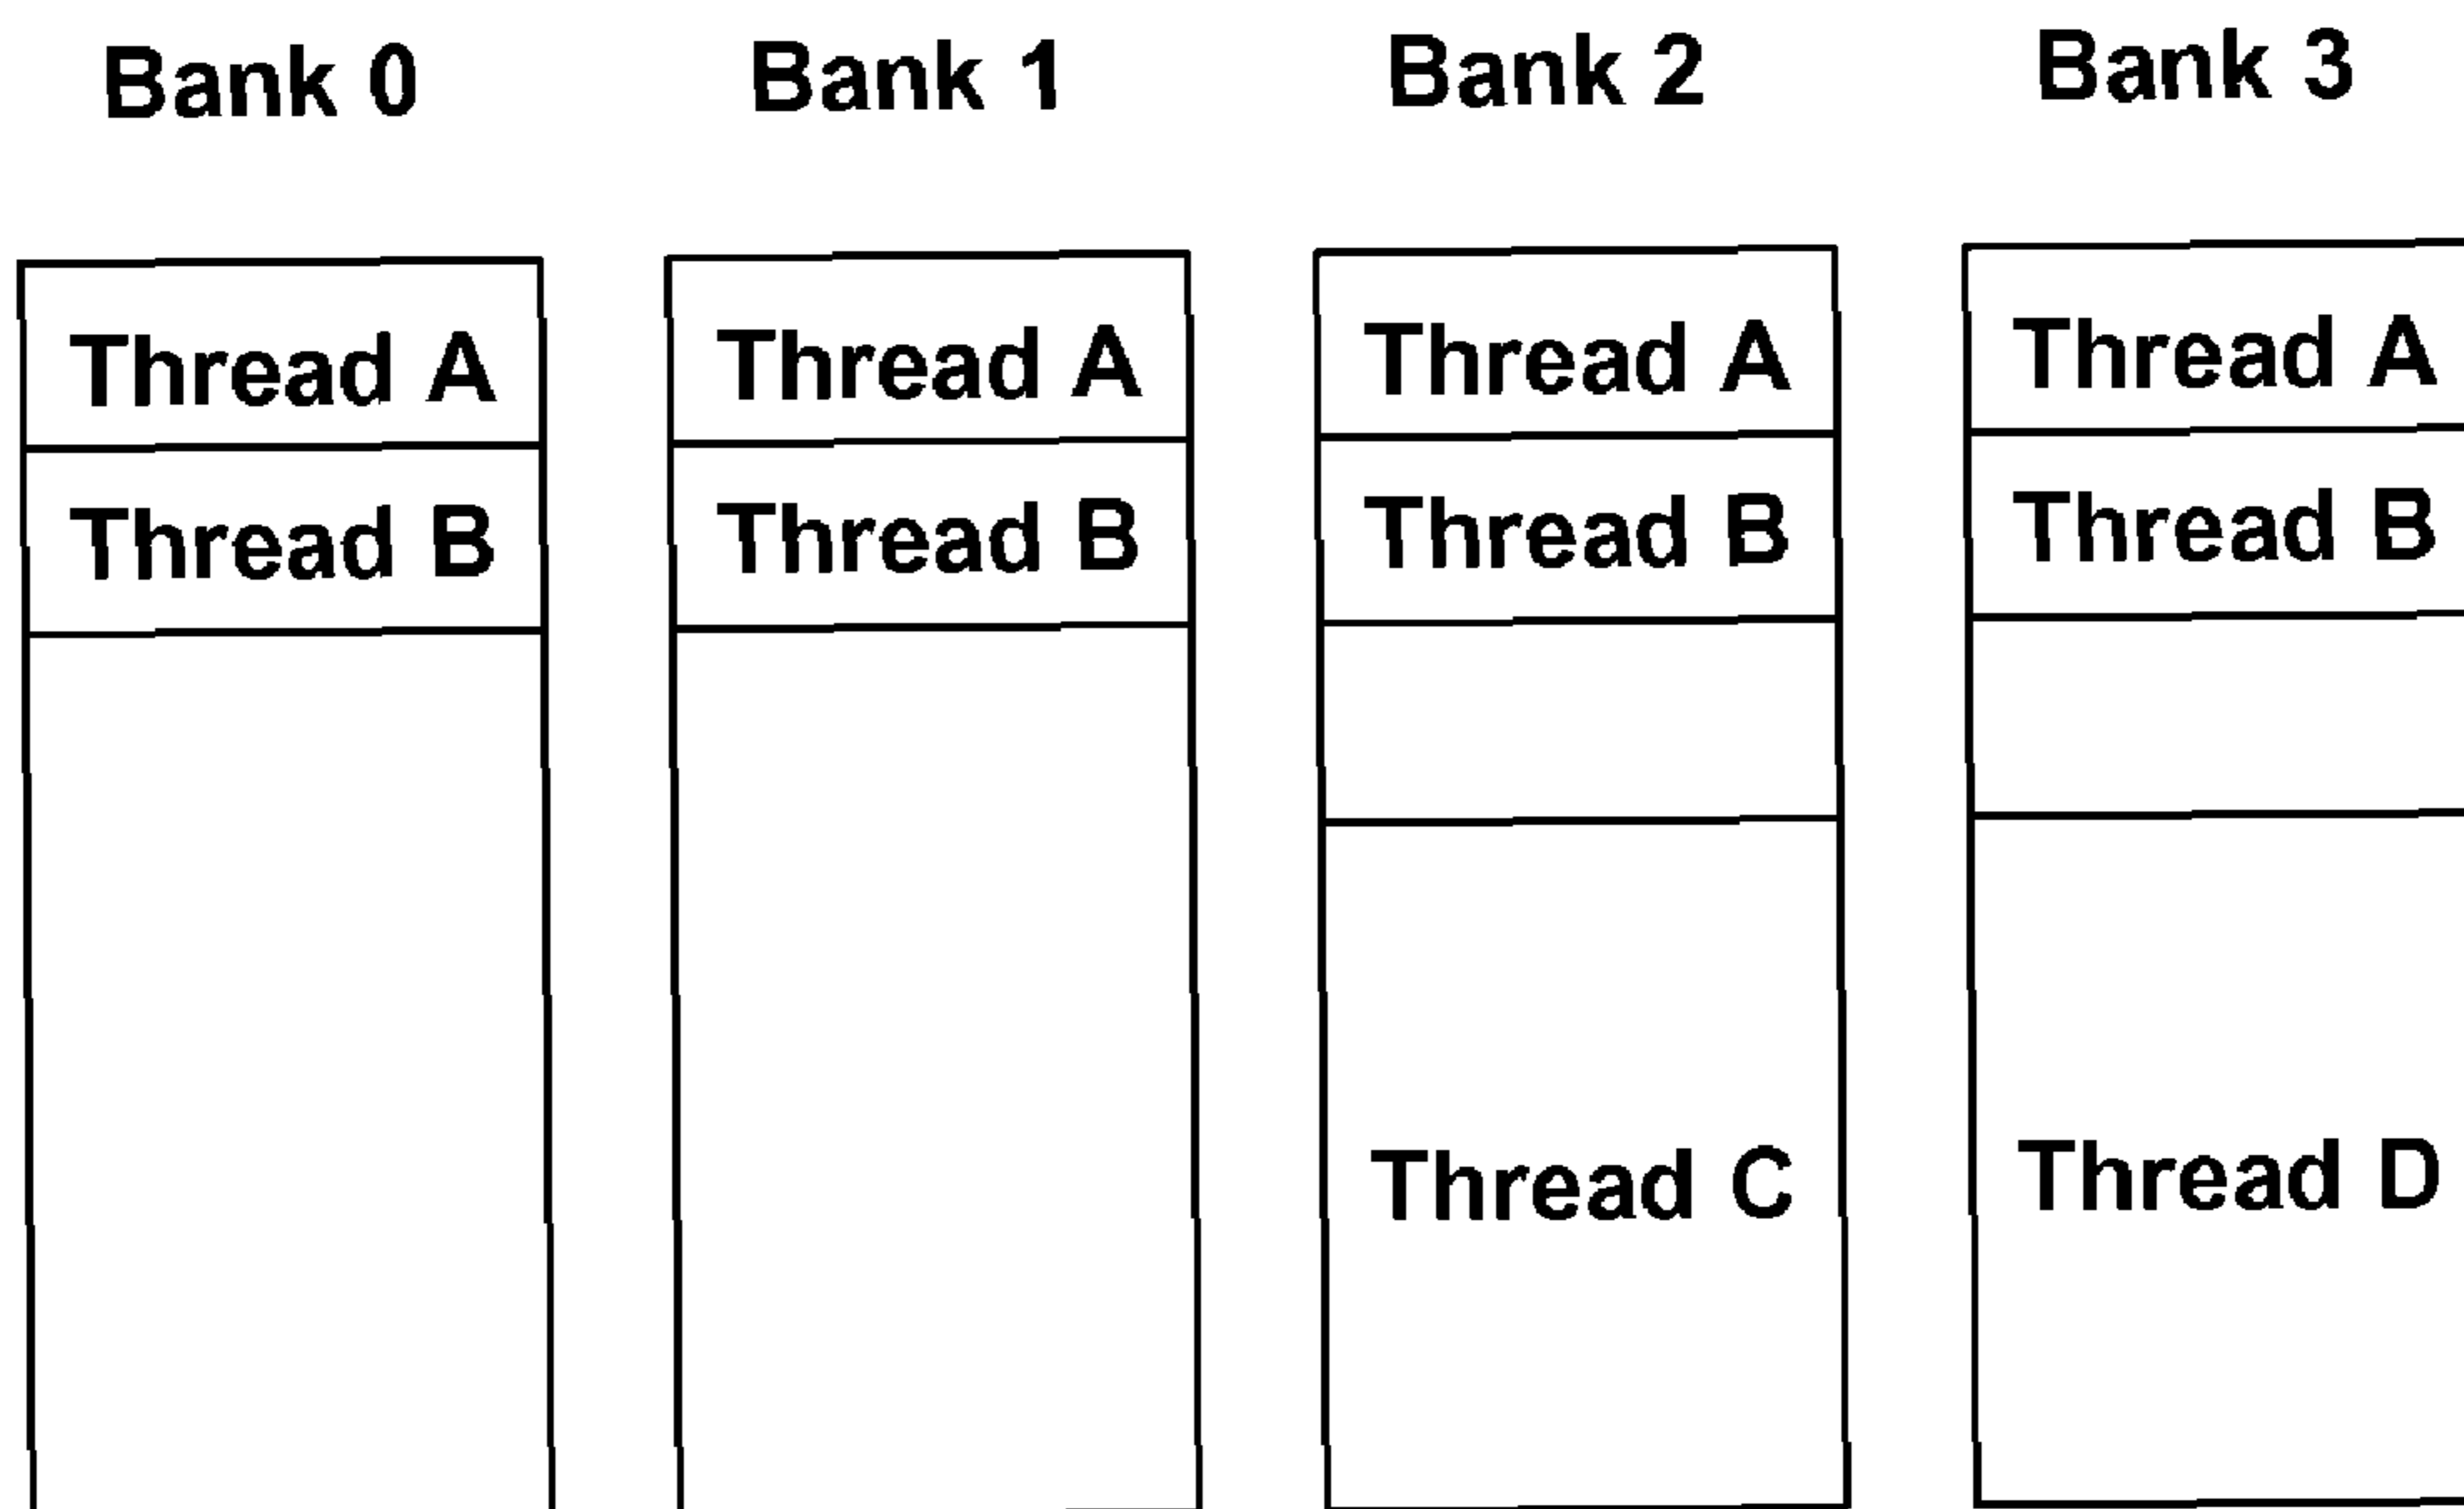 Bank 0 Bank 1 Bank 2 Bank 3
Thread A Thread A Thread A Thread A
Thread B Thread B Thread B Thread B
Thread C Thread D